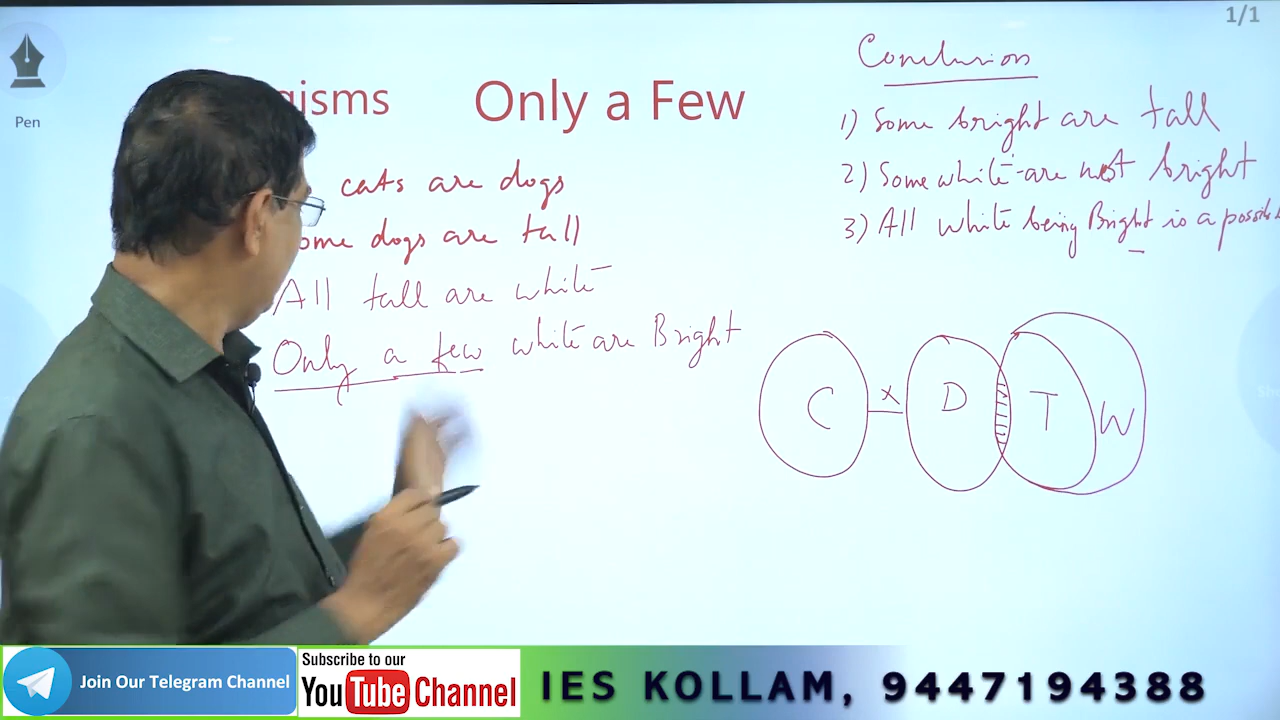 1/1
Pen
gisms Only a Few
cats are dogs
ome dogs are tall
All tall are white
Only a few white are Bright
Conclusion
1) Some bright are tall
2) Some white are not bright
3) All white being Bright is a possib
C x D T W
Join Our Telegram Channel
Subscribe to our
YouTube Channel
IES KOLLAM, 9447194388